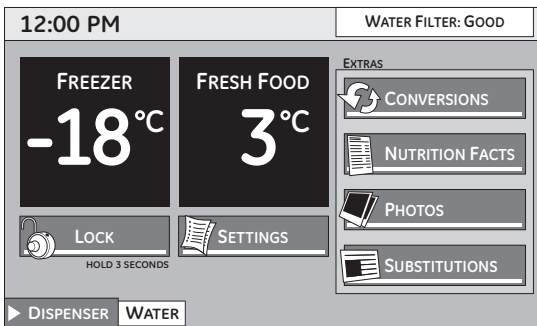 12:00 PM
WATER FILTER: GOOD
FREEZER
-18°C
FRESH FOOD
3°C
EXTRAS
CONVERSIONS
NUTRITION FACTS
PHOTOS
SUBSTITUTIONS
LOCK
HOLD 3 SECONDS
SETTINGS
DISPENSER WATER